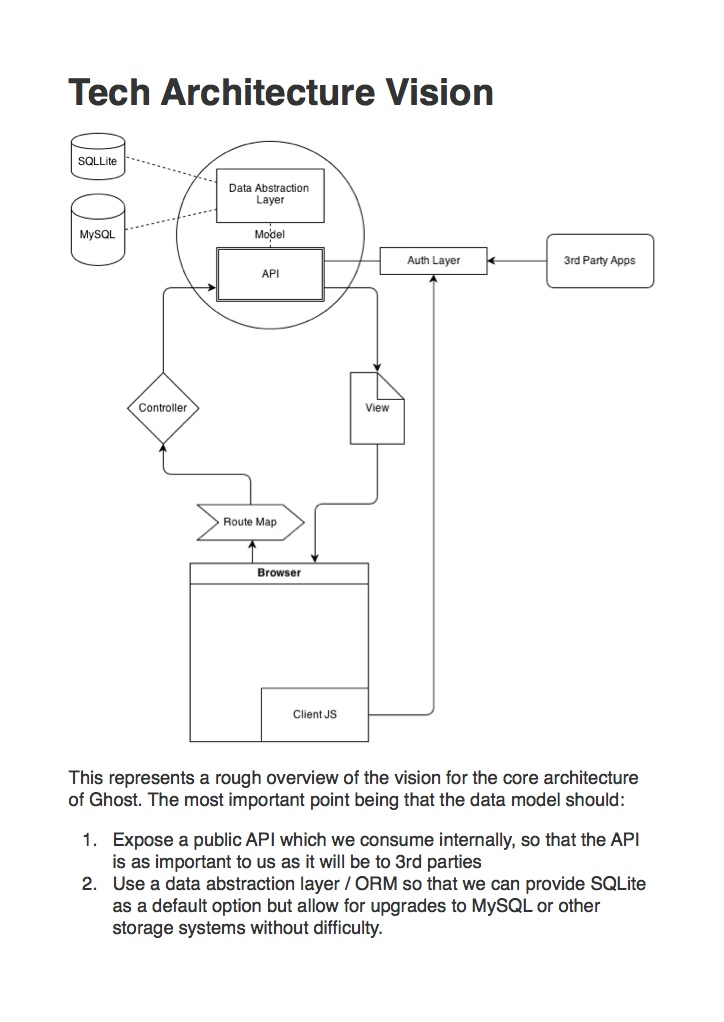 Tech Architecture Vision
SQLLite
Data Abstraction
Layer
MySQL
Model
API
Auth Layer
3rd Party Apps
Controller
View
Route Map
Browser
Client JS
This represents a rough overview of the vision for the core architecture
of Ghost. The most important point being that the data model should:
1. Expose a public API which we consume internally, so that the API
is as important to us as it will be to 3rd parties
2. Use a data abstraction layer / ORM so that we can provide SQLite
as a default option but allow for upgrades to MySQL or other
storage systems without difficulty.